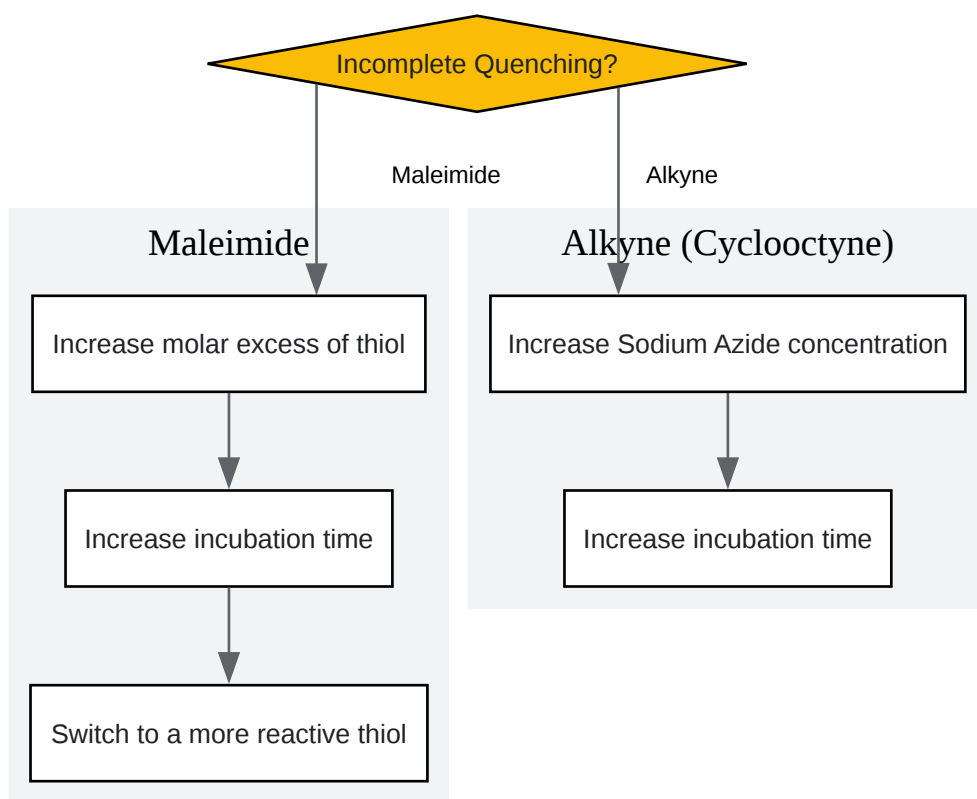 Incomplete Quenching?
Maleimide
Alkyne
Maleimide
Increase molar excess of thiol
Increase incubation time
Switch to a more reactive thiol
Alkyne (Cyclooctyne)
Increase Sodium Azide concentration
Increase incubation time